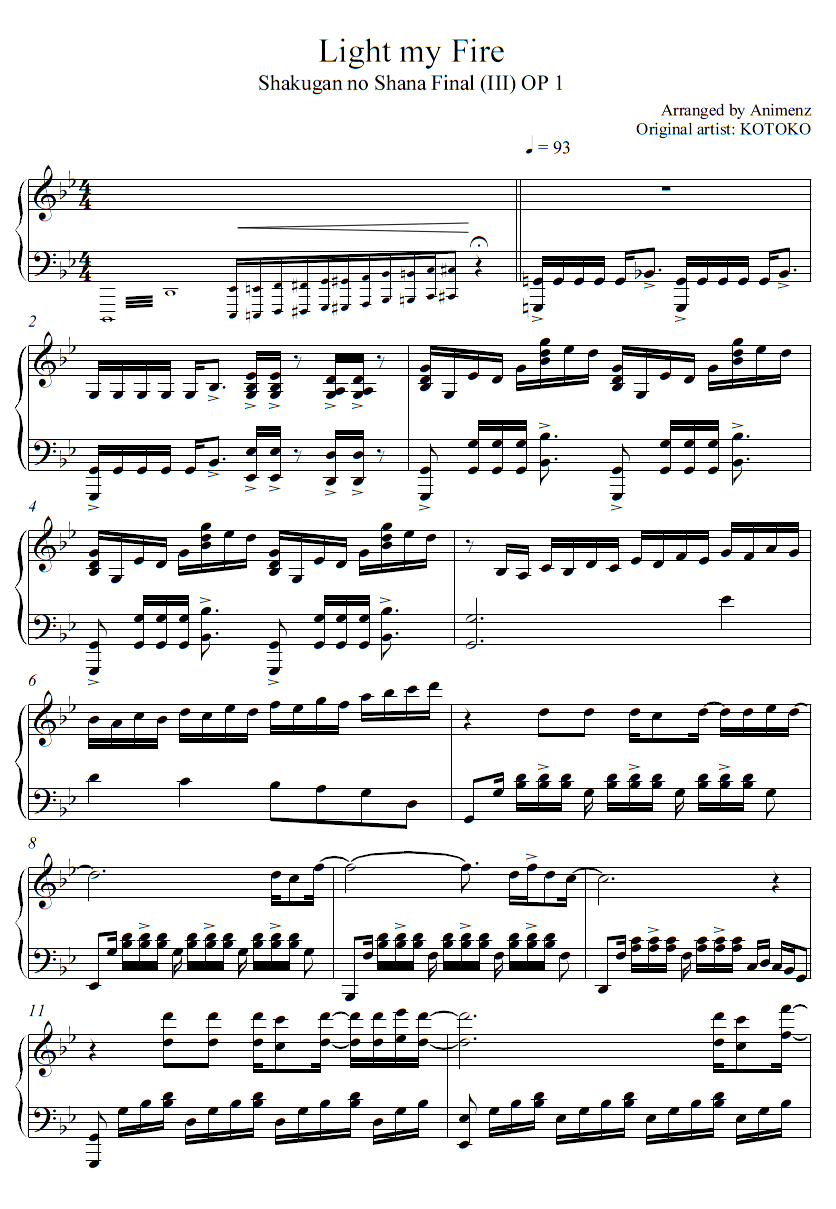 Light my Fire
Shakugan no Shana Final (III) OP 1
Arranged by Animenz
Original artist: KOTOKO
♩ = 93
2
4
6
8
11